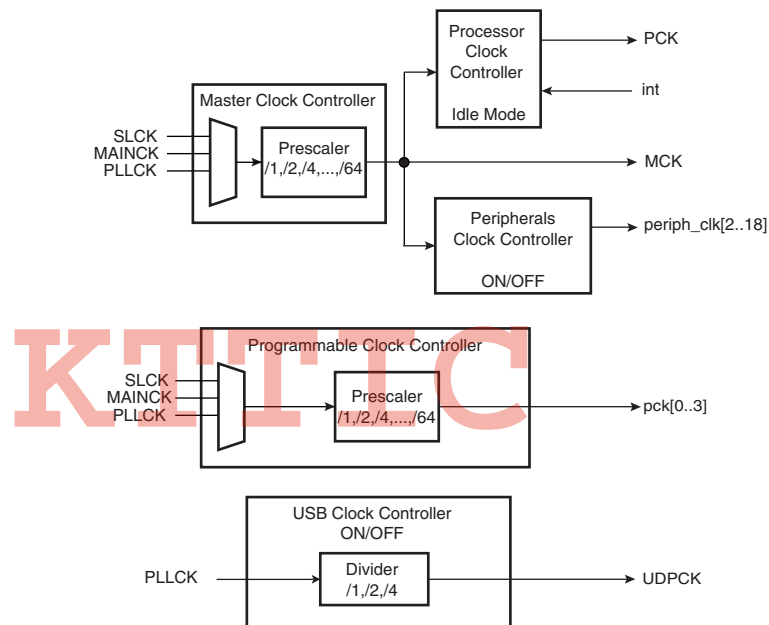 Processor
Clock
Controller
Idle Mode
PCK
int
Master Clock Controller
SLCK
MAINCK
PLLCK
Prescaler
/1,/2,/4,...,/64
MCK
Peripherals
Clock Controller
ON/OFF
periph_clk[2..18]
KTTIC
Programmable Clock Controller
SLCK
MAINCK
PLLCK
Prescaler
/1,/2,/4,...,/64
pck[0..3]
USB Clock Controller
ON/OFF
PLLCK
Divider
/1,/2,/4
UDPCK